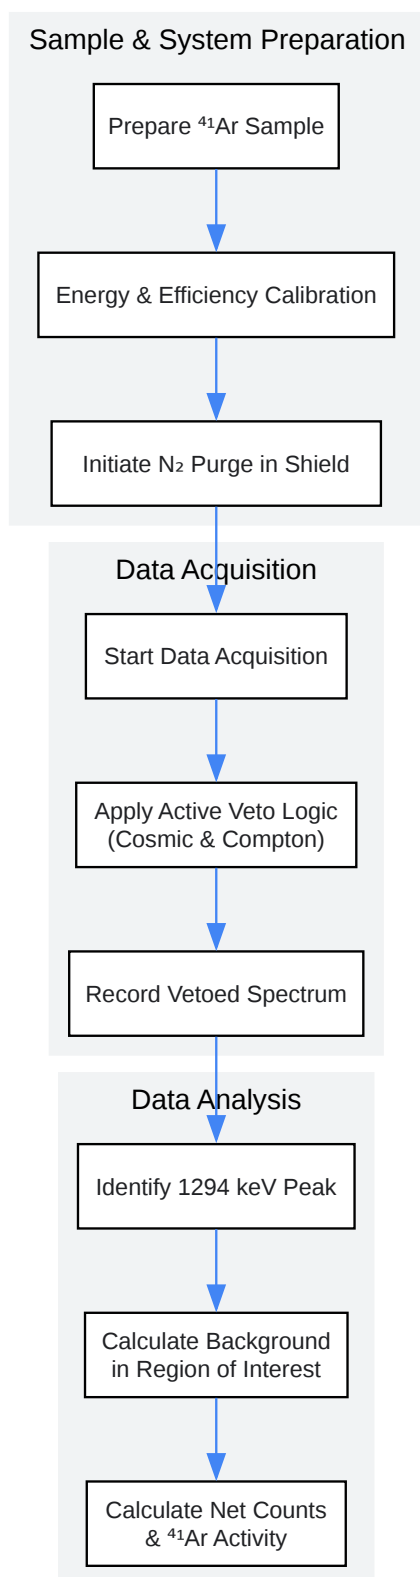 Sample & System Preparation
Prepare ⁴¹Ar Sample
Energy & Efficiency Calibration
Initiate N₂ Purge in Shield
Data Acquisition
Start Data Acquisition
Apply Active Veto Logic
(Cosmic & Compton)
Record Vetoed Spectrum
Data Analysis
Identify 1294 keV Peak
Calculate Background
in Region of Interest
Calculate Net Counts
& ⁴¹Ar Activity